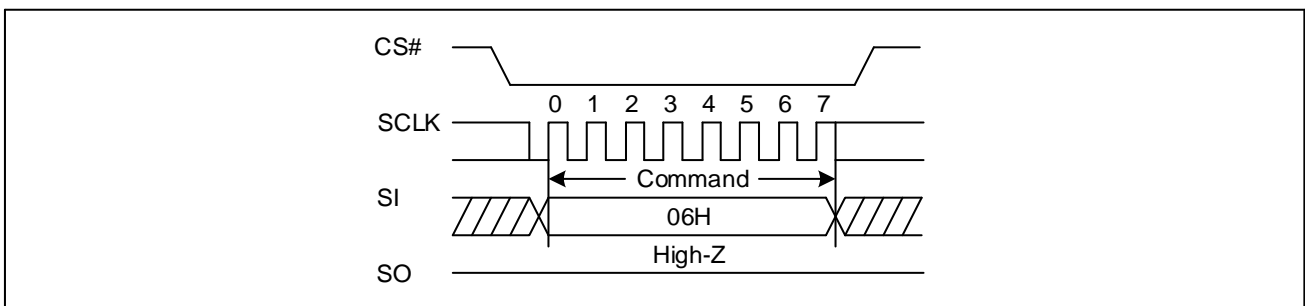 CS#
0 1 2 3 4 5 6 7
SCLK
Command
SI
06H
High-Z
SO